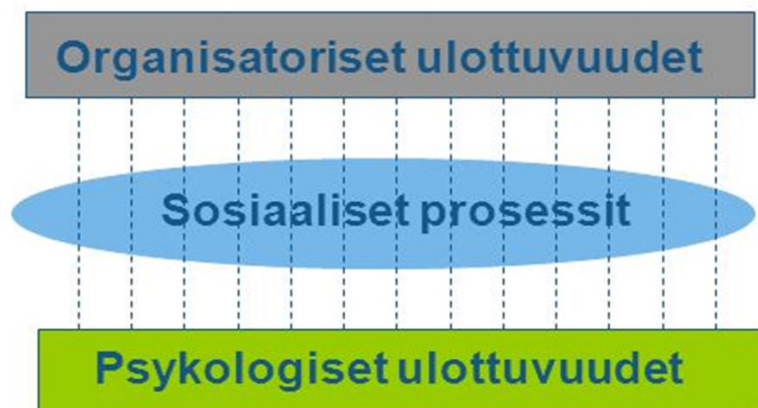 Organisatoriset ulottuvuudet
Sosiaaliset prosessit
Psykologiset ulottuvuudet